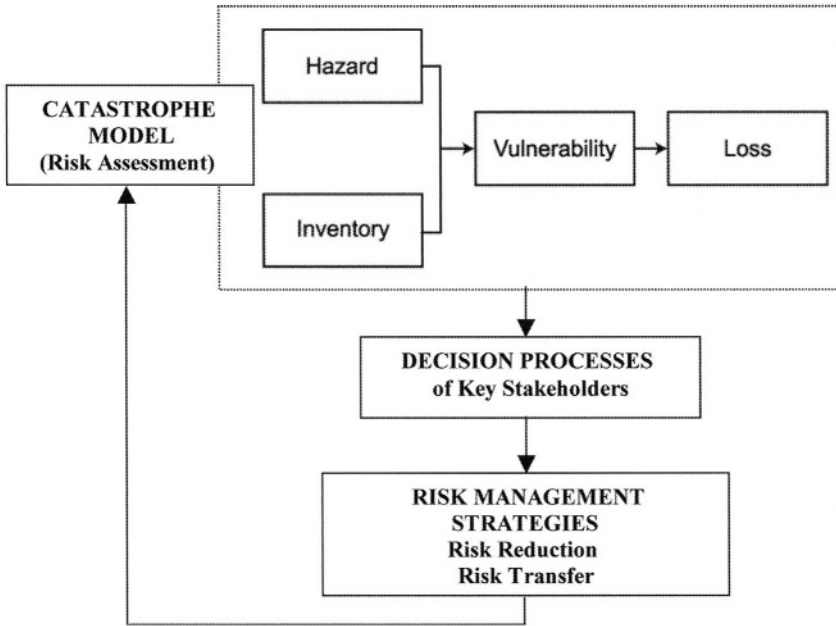 Hazard
CATASTROPHE
MODEL
(Risk Assessment)
Vulnerability
Loss
Inventory
DECISION PROCESSES
of Key Stakeholders
RISK MANAGEMENT
STRATEGIES
Risk Reduction
Risk Transfer